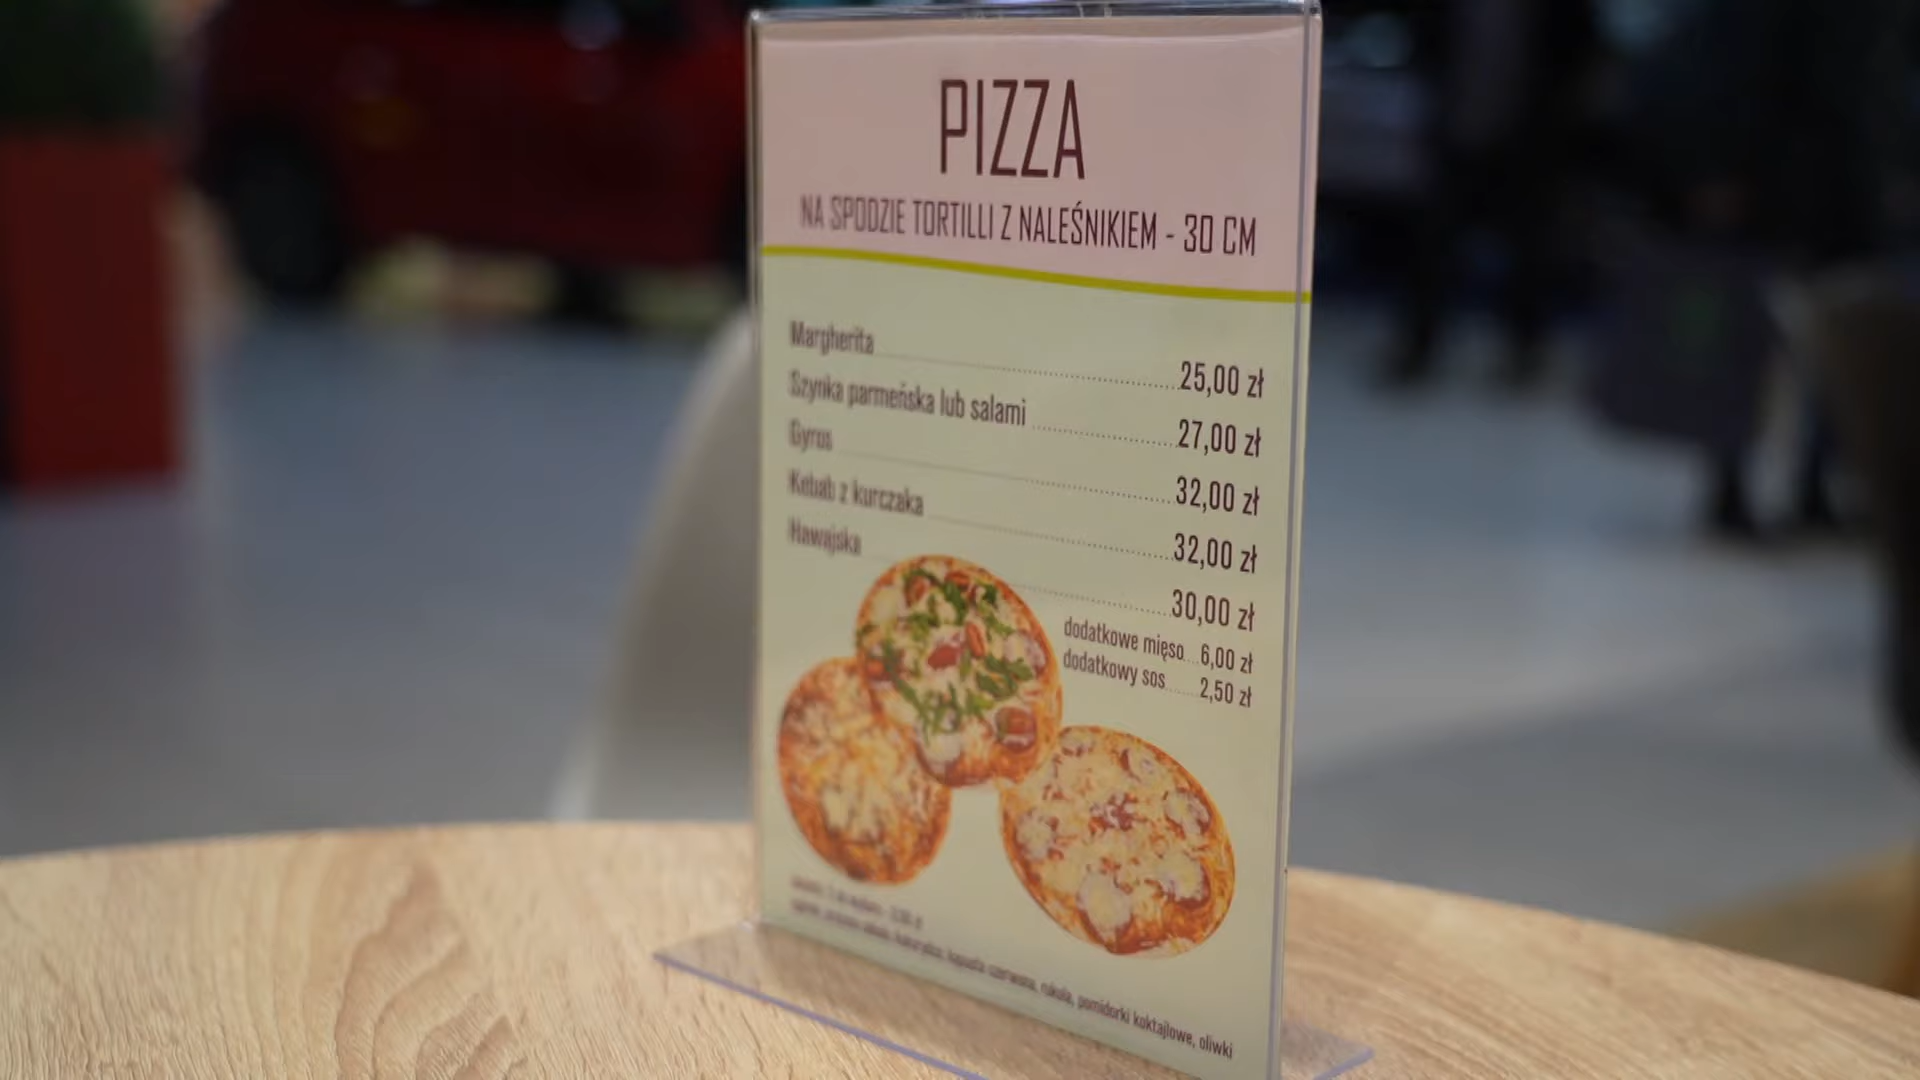 PIZZA
NA SPODZIE TORTILLI Z NALEŚNIKIEM - 30 CM
Margherita 25,00 zł
Szynka parmeńska lub salami 27,00 zł
Gyros 32,00 zł
Kebab z kurczaka 32,00 zł
Hawajska 30,00 zł
dodatkowe mięso 6,00 zł
dodatkowy sos 2,50 zł
kapusta czerwona, rukola, pomidorki koktajlowe, oliwki